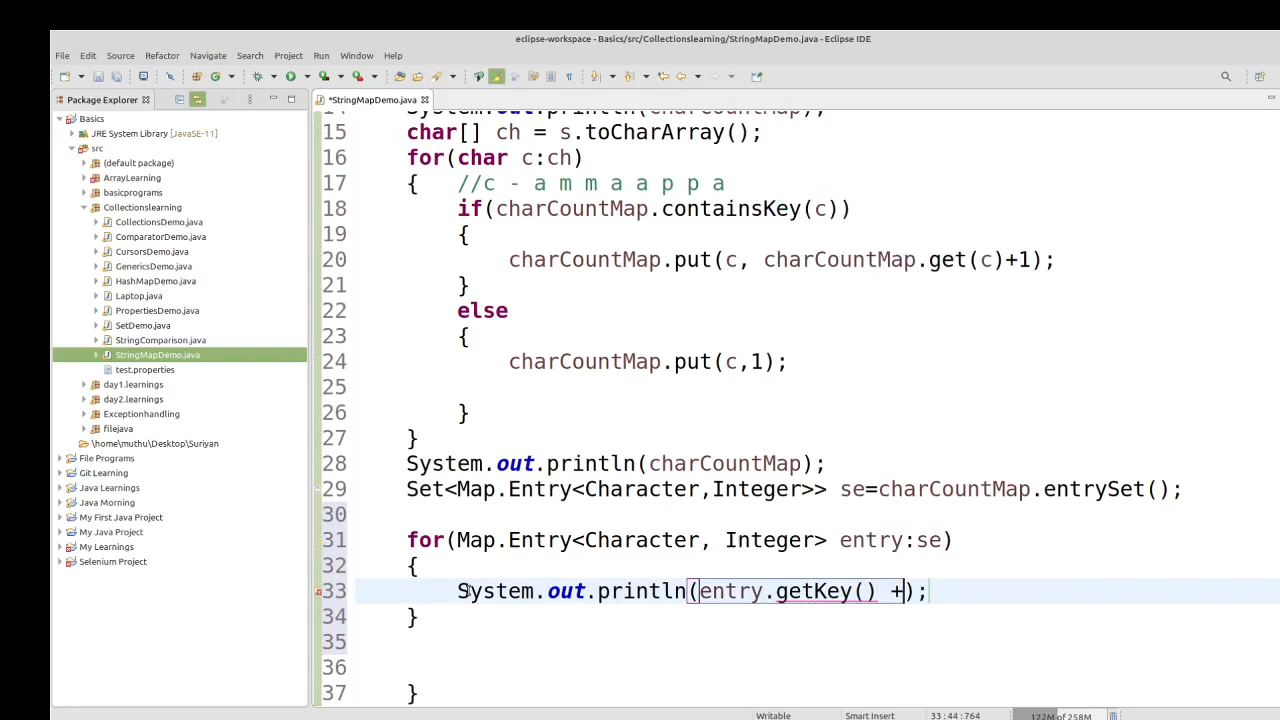 eclipse-workspace - Basics/src/Collectionslearning/StringMapDemo.java - Eclipse IDE
File Edit Source Refactor Navigate Search Project Run Window Help
Package Explorer
*StringMapDemo.java
Basics
JRE System Library [JavaSE-11]
src
(default package)
ArrayLearning
basicprograms
Collectionslearning
CollectionsDemo.java
ComparatorDemo.java
CursorsDemo.java
GenericsDemo.java
HashMapDemo.java
Laptop.java
PropertiesDemo.java
SetDemo.java
StringComparison.java
StringMapDemo.java
test.properties
day1.learnings
day2.learnings
Exceptionhandling
filejava
\home\muthu\Desktop\Suriyan
File Programs
Git Learning
Java Learnings
Java Morning
My First Java Project
My Java Project
My Learnings
Selenium Project
14 System.out.println(charCountMap);
15 char[] ch = s.toCharArray();
16 for(char c:ch)
17 { //c - a m m a a p p a
18 if(charCountMap.containsKey(c))
19 {
20 charCountMap.put(c, charCountMap.get(c)+1);
21 }
22 else
23 {
24 charCountMap.put(c,1);
25
26 }
27 }
28 System.out.println(charCountMap);
29 Set<Map.Entry<Character,Integer>> se=charCountMap.entrySet();
30
31 for(Map.Entry<Character, Integer> entry:se)
32 {
33 System.out.println(entry.getKey() +);
34 }
35
36
37 }
Writable Smart Insert 33 : 44 : 764 122M of 258M